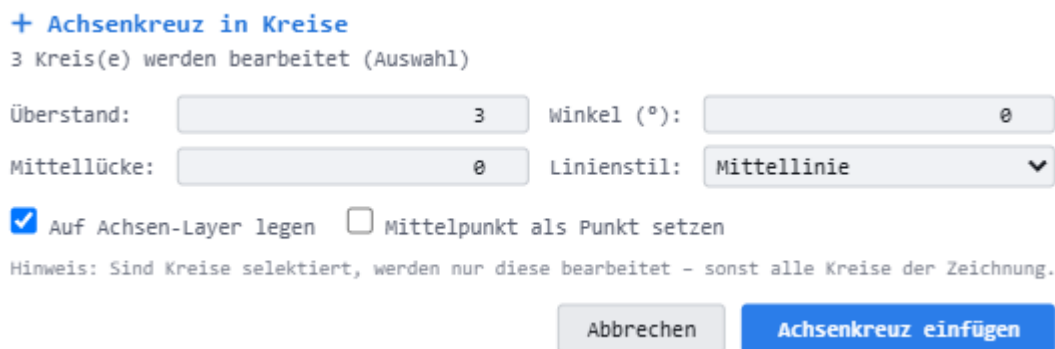 + Achsenkreuz in Kreise
3 Kreis(e) werden bearbeitet (Auswahl)
Überstand: 3 Winkel (°): 0
Mittellücke: 0 Linienstil: Mittellinie
Auf Achsen-Layer legen Mittelpunkt als Punkt setzen
Hinweis: Sind Kreise selektiert, werden nur diese bearbeitet – sonst alle Kreise der Zeichnung.
Abbrechen Achsenkreuz einfügen